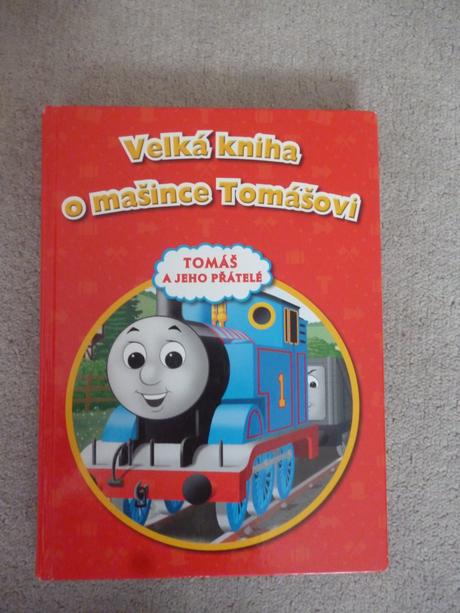 Velká kniha
o mašince Tomášovi
TOMÁŠ
A JEHO PŘÁTELÉ
1